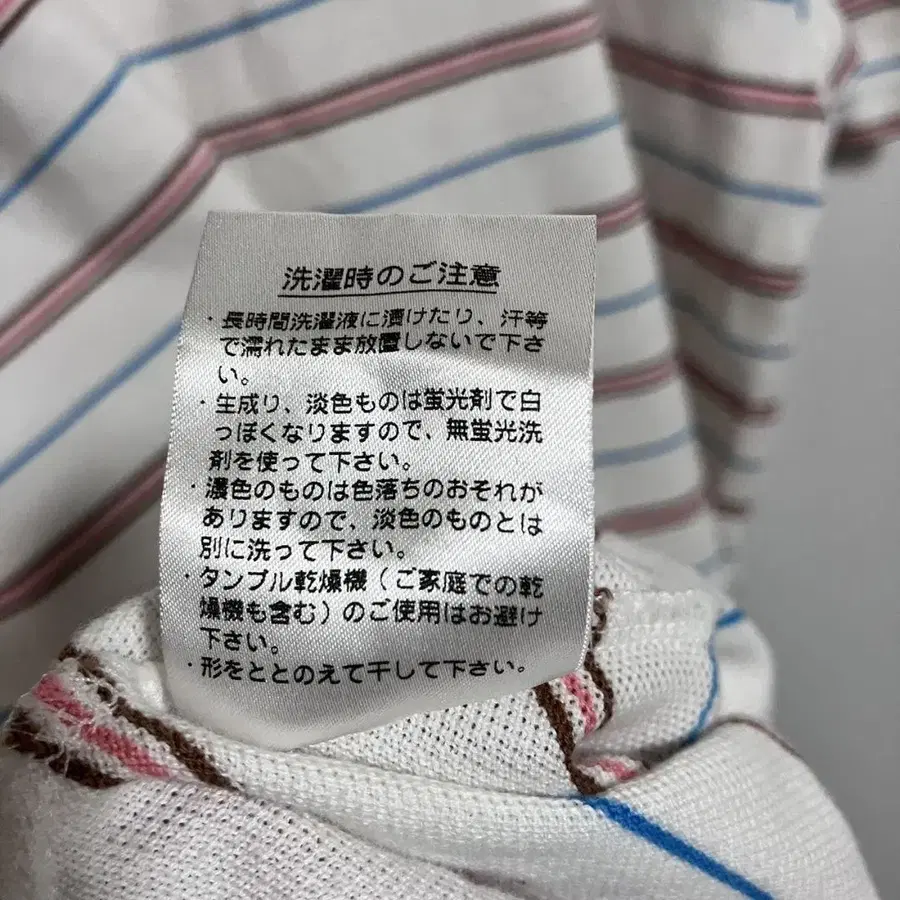 洗濯時のご注意
・長時間洗濯液に漬けたり、汗等
で濡れたまま放置しないで下さ
い。
・生成り、淡色ものは蛍光剤で白
っぽくなりますので、無蛍光洗
剤を使って下さい。
・濃色のものは色落ちのおそれが
ありますので、淡色のものとは
別に洗って下さい。
・タンブル乾燥機（ご家庭での乾
燥機も含む）のご使用はお避け
下さい。
・形をととのえて干して下さい。